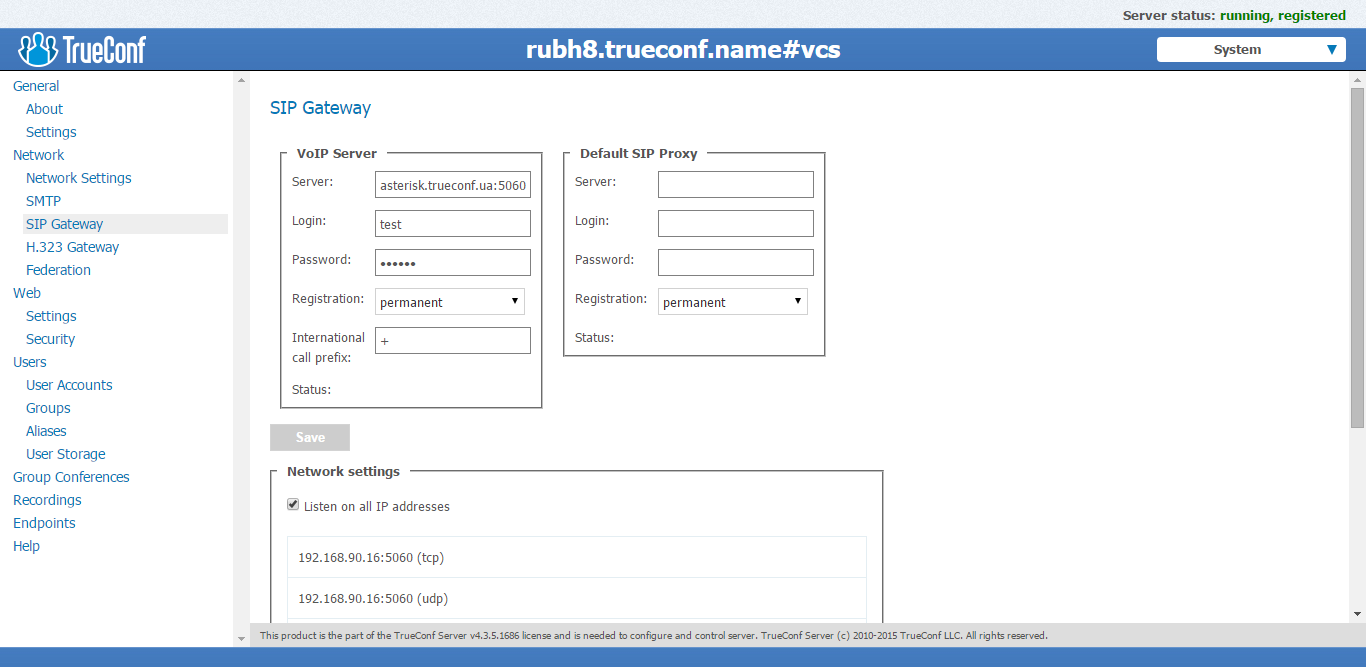 Server status: running, registered
TrueConf
rubh8.trueconf.name#vcs
System
General
About
Settings
Network
Network Settings
SMTP
SIP Gateway
H.323 Gateway
Federation
Web
Settings
Security
Users
User Accounts
Groups
Aliases
User Storage
Group Conferences
Recordings
Endpoints
Help
SIP Gateway
VoIP Server
Server: asterisk.trueconf.ua:5060
Login: test
Password: ••••••
Registration: permanent
International
call prefix: +
Status:
Default SIP Proxy
Server:
Login:
Password:
Registration: permanent
Status:
Save
Network settings
Listen on all IP addresses
192.168.90.16:5060 (tcp)
192.168.90.16:5060 (udp)
This product is the part of the TrueConf Server v4.3.5.1686 license and is needed to configure and control server. TrueConf Server (c) 2010-2015 TrueConf LLC. All rights reserved.